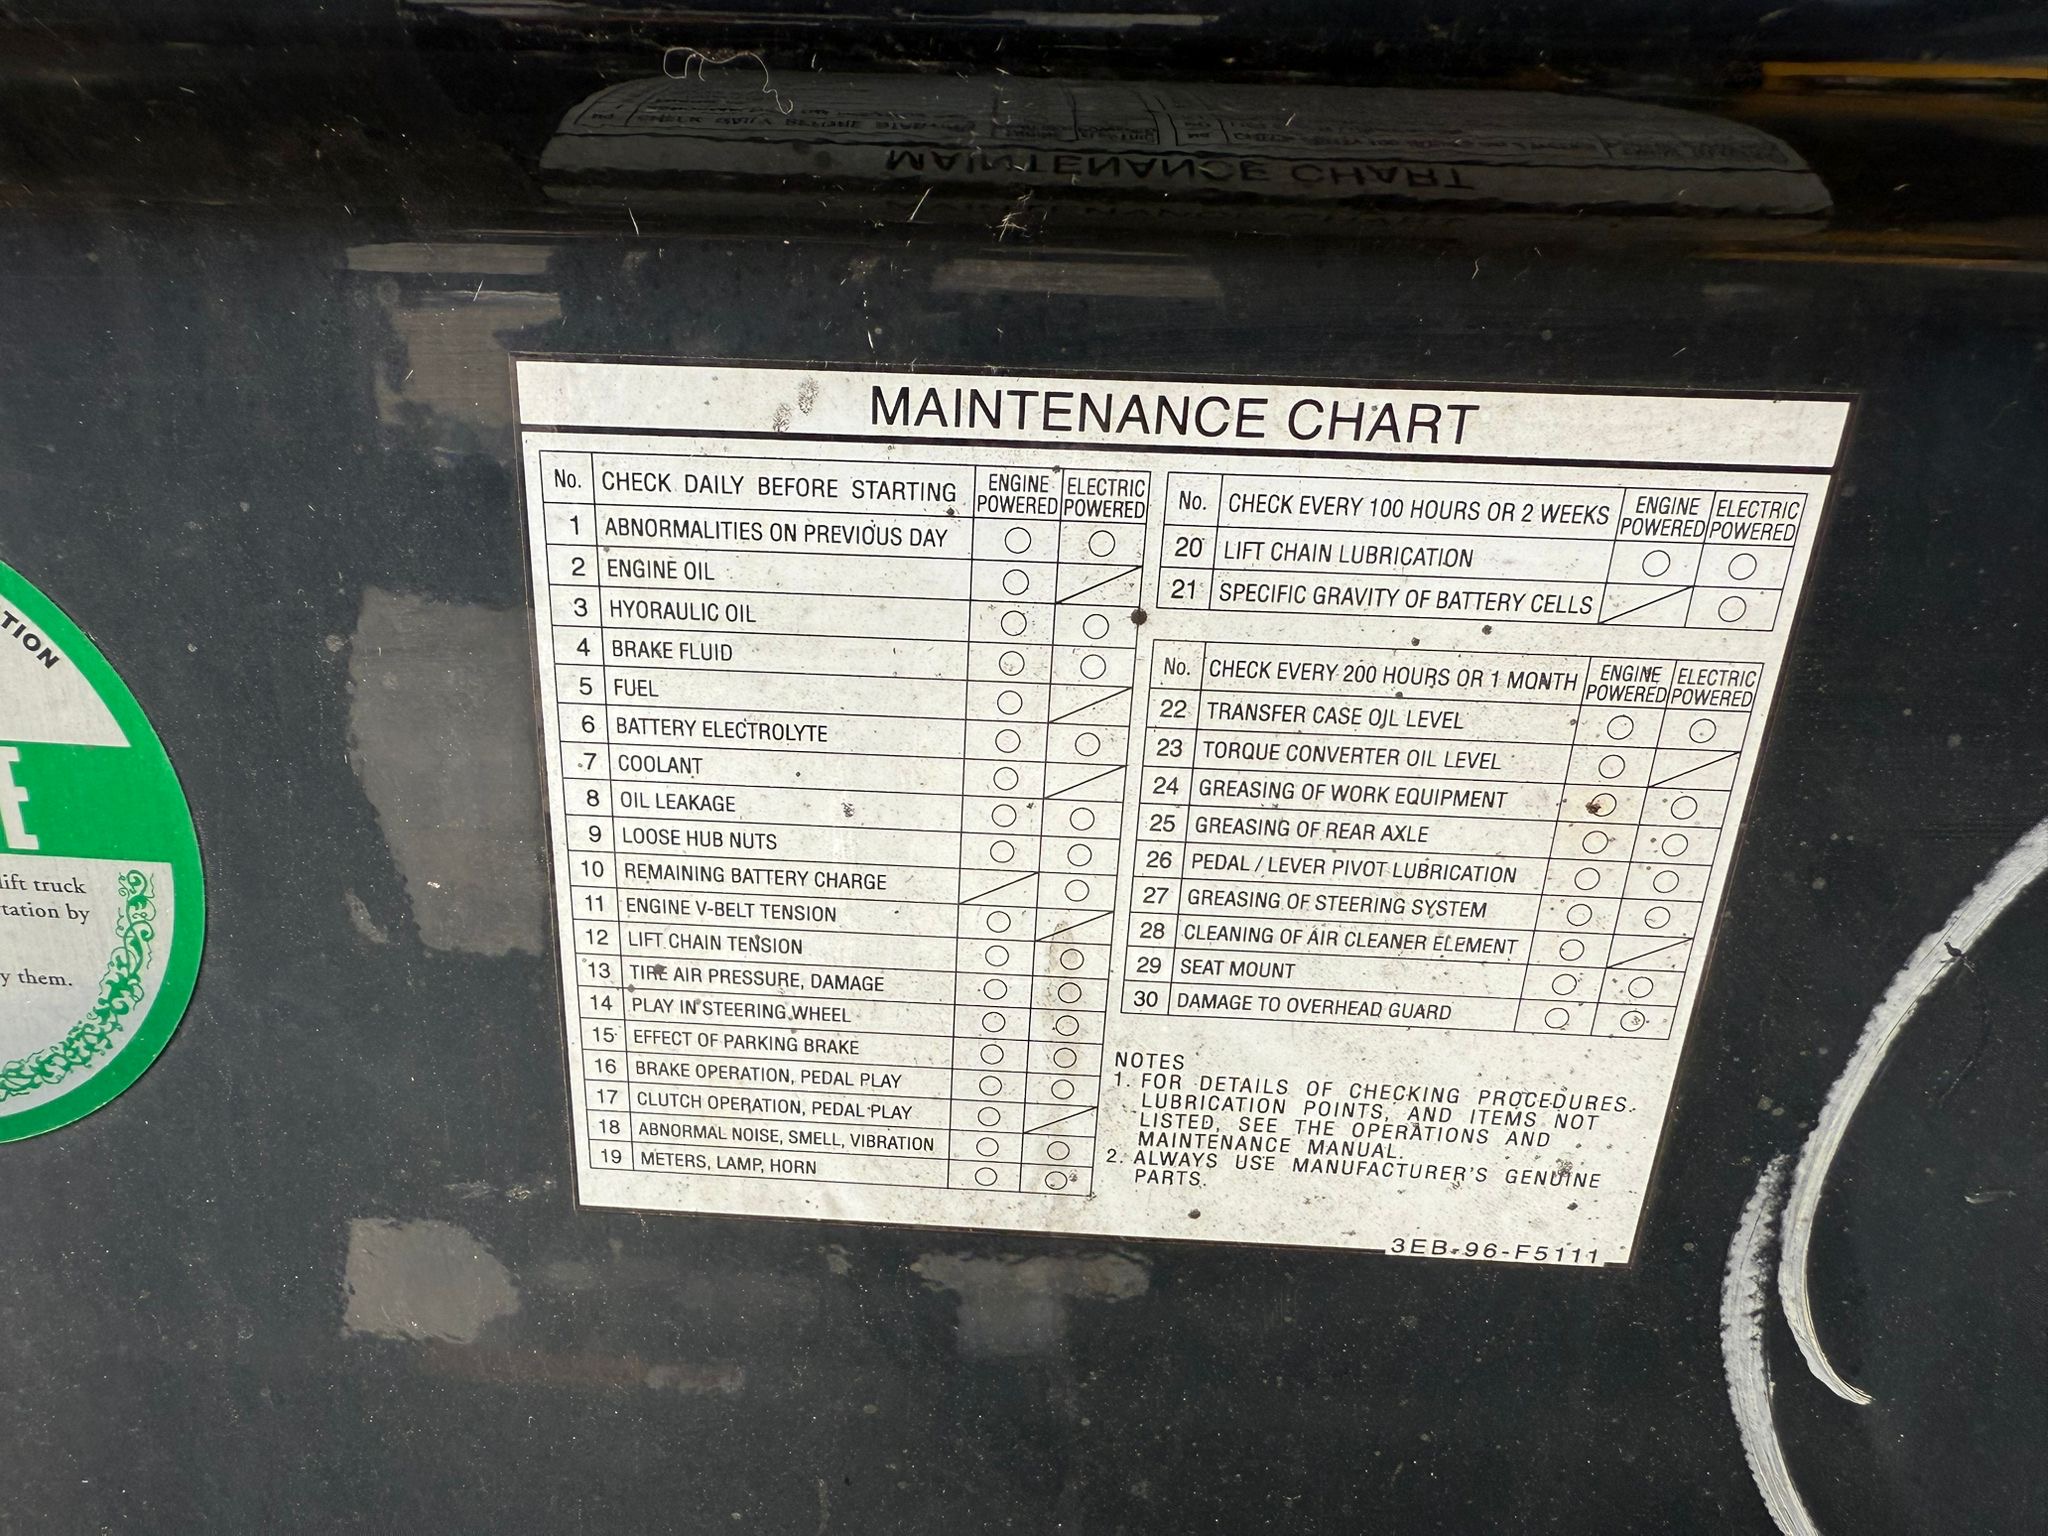 MAINTENANCE CHART
No. CHECK DAILY BEFORE STARTING ENGINE POWERED ELECTRIC POWERED
1 ABNORMALITIES ON PREVIOUS DAY
2 ENGINE OIL
3 HYDRAULIC OIL
4 BRAKE FLUID
5 FUEL
6 BATTERY ELECTROLYTE
7 COOLANT
8 OIL LEAKAGE
9 LOOSE HUB NUTS
10 REMAINING BATTERY CHARGE
11 ENGINE V-BELT TENSION
12 LIFT CHAIN TENSION
13 TIRE AIR PRESSURE, DAMAGE
14 PLAY IN STEERING WHEEL
15 EFFECT OF PARKING BRAKE
16 BRAKE OPERATION, PEDAL PLAY
17 CLUTCH OPERATION, PEDAL PLAY
18 ABNORMAL NOISE, SMELL, VIBRATION
19 METERS, LAMP, HORN
No. CHECK EVERY 100 HOURS OR 2 WEEKS ENGINE POWERED ELECTRIC POWERED
20 LIFT CHAIN LUBRICATION
21 SPECIFIC GRAVITY OF BATTERY CELLS
No. CHECK EVERY 200 HOURS OR 1 MONTH ENGINE POWERED ELECTRIC POWERED
22 TRANSFER CASE OIL LEVEL
23 TORQUE CONVERTER OIL LEVEL
24 GREASING OF WORK EQUIPMENT
25 GREASING OF REAR AXLE
26 PEDAL / LEVER PIVOT LUBRICATION
27 GREASING OF STEERING SYSTEM
28 CLEANING OF AIR CLEANER ELEMENT
29 SEAT MOUNT
30 DAMAGE TO OVERHEAD GUARD
NOTES
1. FOR DETAILS OF CHECKING PROCEDURES.
LUBRICATION POINTS, AND ITEMS NOT
LISTED, SEE THE OPERATIONS AND
MAINTENANCE MANUAL.
2. ALWAYS USE MANUFACTURER'S GENUINE
PARTS.
3EB-96-F5111
TION
E
lift truck
tation by
y them.